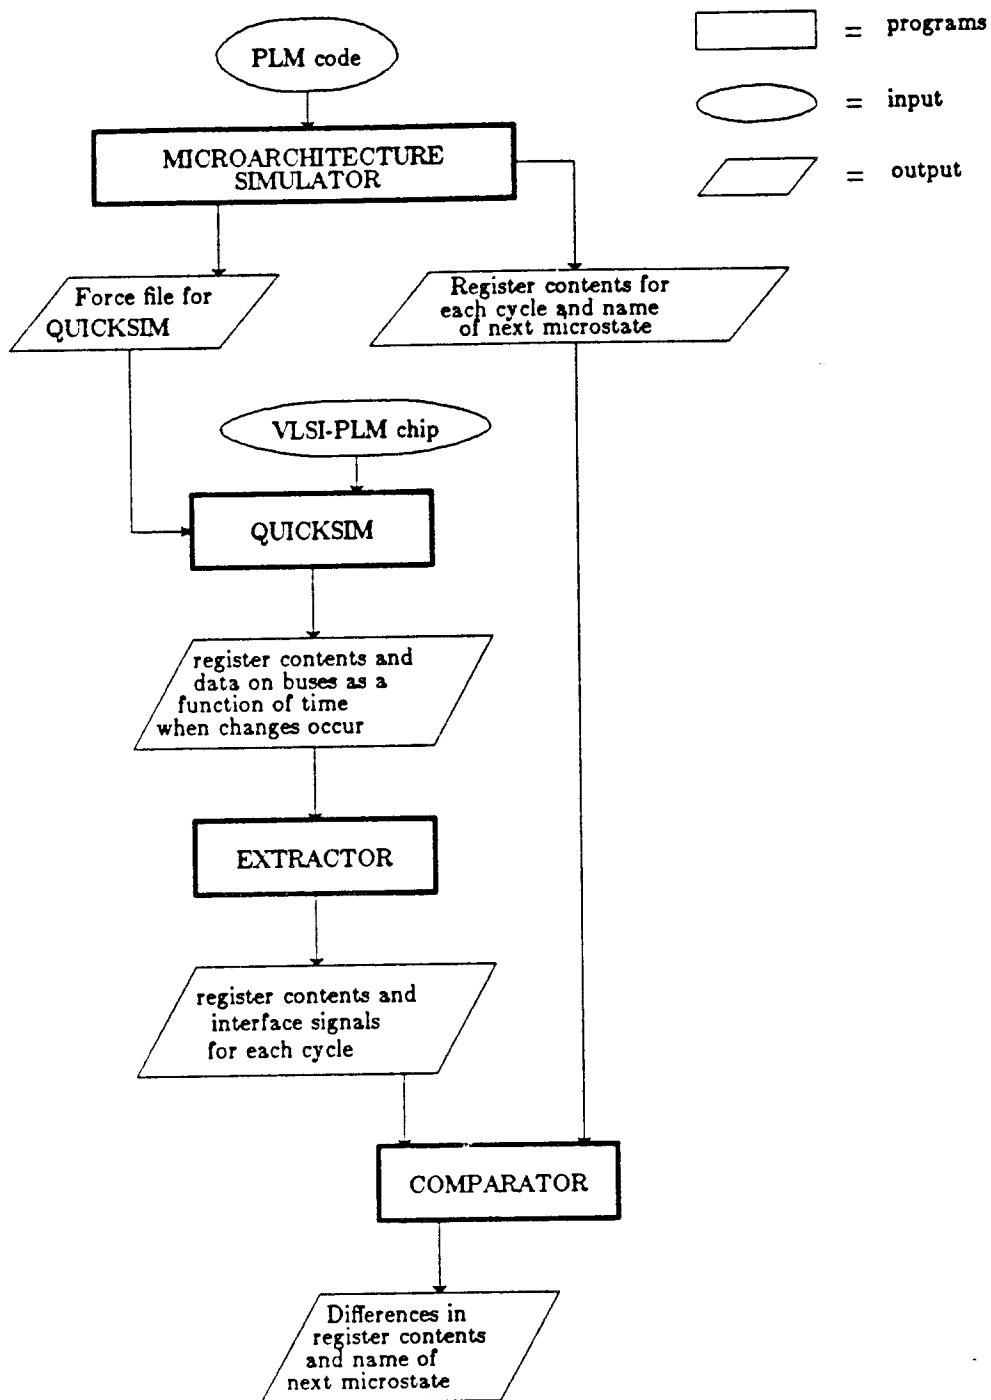 PLM code
= programs
= input
= output
MICROARCHITECTURE
SIMULATOR
Force file for
QUICKSIM
Register contents for
each cycle and name
of next microstate
VLSI-PLM chip
QUICKSIM
register contents and
data on buses as a
function of time
when changes occur
EXTRACTOR
register contents and
interface signals
for each cycle
COMPARATOR
Differences in
register contents
and name of
next microstate